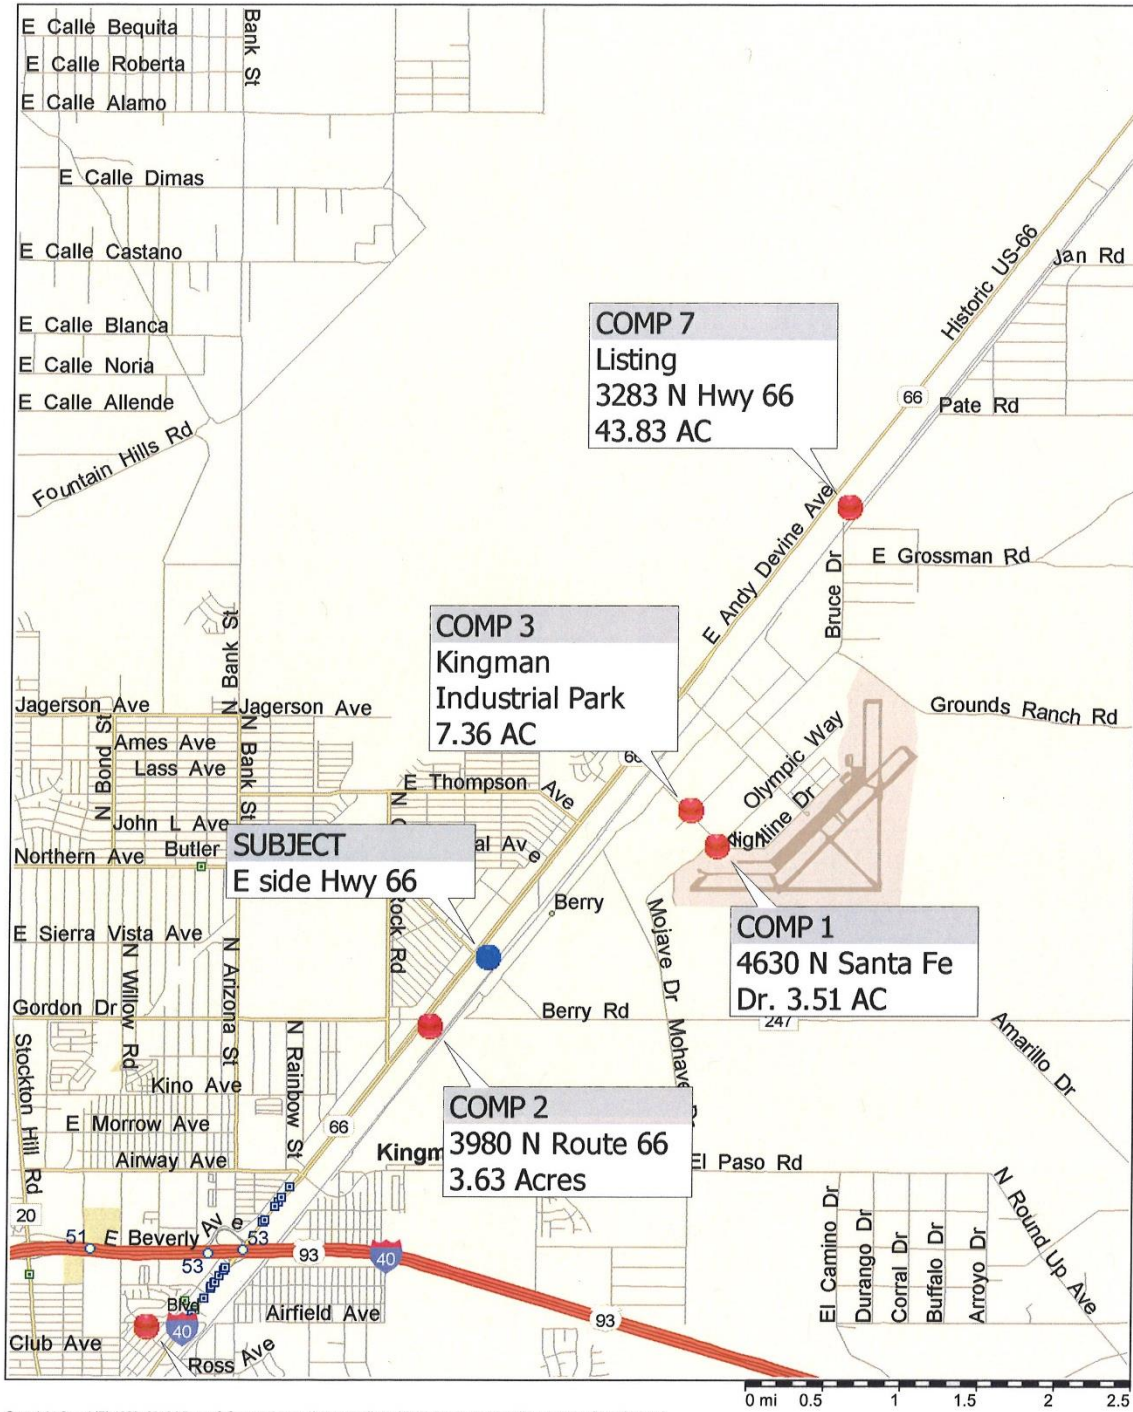 E Calle Bequita
Bank St
E Calle Roberta
E Calle Alamo
E Calle Dimas
E Calle Castano
Historic US-66
Jan Rd
E Calle Blanca
COMP 7
Listing
3283 N Hwy 66
43.83 AC
E Calle Noria
E Calle Allende
66
Pate Rd
Fountain Hills Rd
E Andy Devine Ave
E Grossman Rd
Bruce Dr
N Bank St
COMP 3
Kingman
Industrial Park
7.36 AC
Jagerson Ave
Jagerson Ave
Grounds Ranch Rd
N Bond St
Ames Ave
N Bank St
Lass Ave
Olympic Way
E Thompson Ave
John L Ave
Northern Ave
Butler
SUBJECT
E side Hwy 66
al Ave
Rock Rd
Berry
Mojave Dr
COMP 1
4630 N Santa Fe
Dr. 3.51 AC
E Sierra Vista Ave
N Willow Rd
N Arizona St
Gordon Dr
Berry Rd
247
Amarillo Dr
Stockton Hill Rd
N Rainbow St
Mohave
Kino Ave
COMP 2
3980 N Route 66
3.63 Acres
E Morrow Ave
66
Airway Ave
Kingm
El Paso Rd
20
51
E Beverly Ave
53
53
93
40
El Camino Dr
Durango Dr
Corral Dr
Buffalo Dr
Arroyo Dr
N Round Up Ave
Blvd
Airfield Ave
93
40
Club Ave
Ross Ave
0 mi 0.5 1 1.5 2 2.5